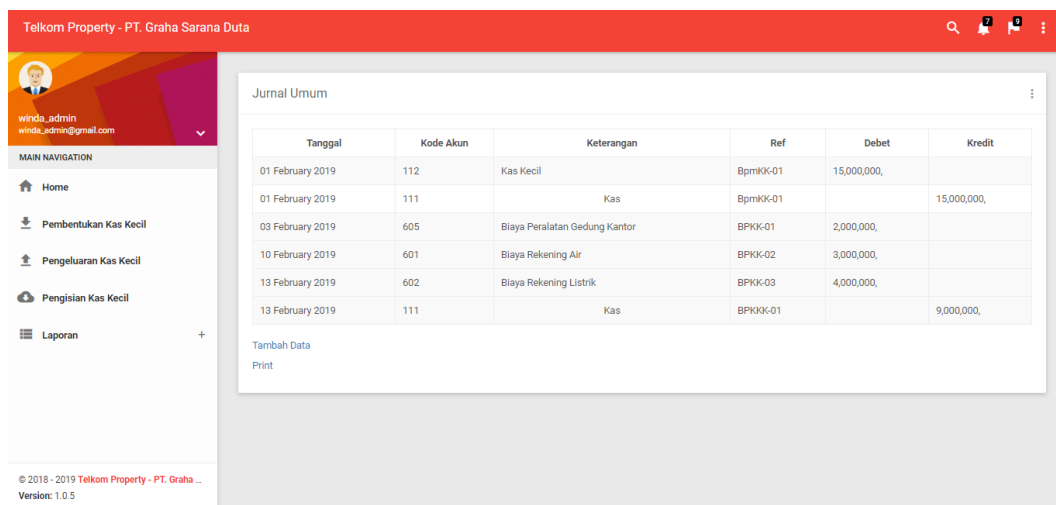 Telkom Property - PT. Graha Sarana Duta
7
9
winda_admin
winda_admin@gmail.com
MAIN NAVIGATION
Home
Pembentukan Kas Kecil
Pengeluaran Kas Kecil
Pengisian Kas Kecil
Laporan +
© 2018 - 2019 Telkom Property - PT. Graha ...
Version: 1.0.5
Jurnal Umum
Tanggal Kode Akun Keterangan Ref Debet Kredit
01 February 2019 112 Kas Kecil BpmKK-01 15,000,000,
01 February 2019 111 Kas BpmKK-01 15,000,000,
03 February 2019 605 Biaya Peralatan Gedung Kantor BPKK-01 2,000,000,
10 February 2019 601 Biaya Rekening Air BPKK-02 3,000,000,
13 February 2019 602 Biaya Rekening Listrik BPKK-03 4,000,000,
13 February 2019 111 Kas BPKKK-01 9,000,000,
Tambah Data
Print